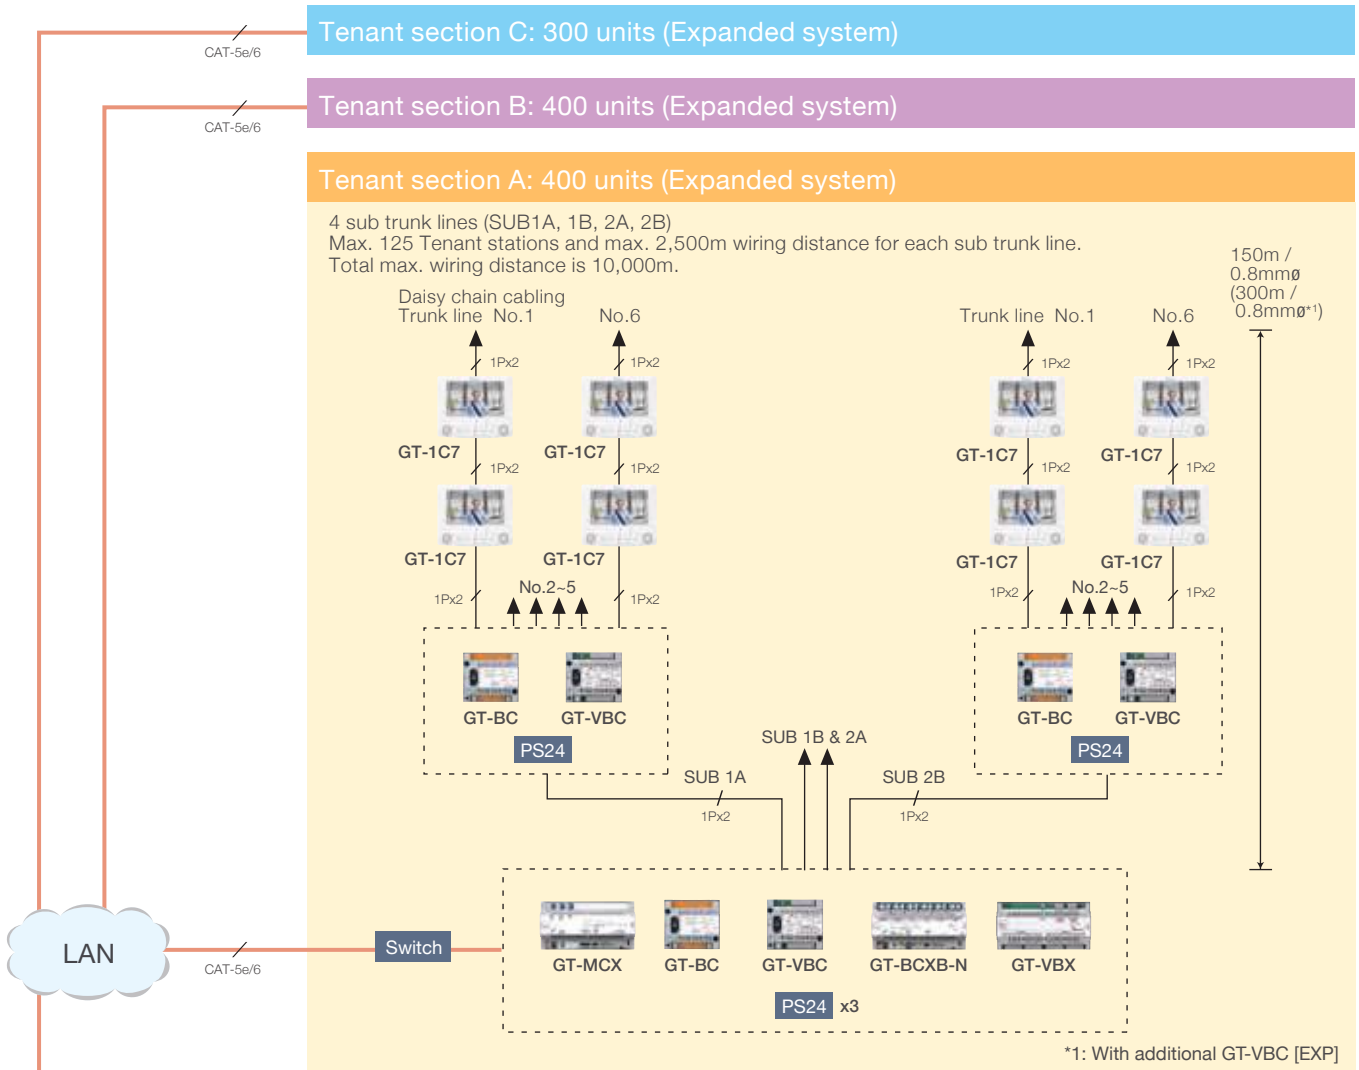 Tenant section C: 300 units (Expanded system)
CAT-5e/6
Tenant section B: 400 units (Expanded system)
CAT-5e/6
Tenant section A: 400 units (Expanded system)
4 sub trunk lines (SUB1A, 1B, 2A, 2B)
Max. 125 Tenant stations and max. 2,500m wiring distance for each sub trunk line.
Total max. wiring distance is 10,000m.
150m /
0.8mmø
(300m /
0.8mmø*1)
Daisy chain cabling
Trunk line No.1
No.6
Trunk line No.1
No.6
1Px2
1Px2
1Px2
1Px2
GT-1C7
GT-1C7
GT-1C7
GT-1C7
1Px2
1Px2
1Px2
1Px2
GT-1C7
GT-1C7
GT-1C7
GT-1C7
No.2~5
No.2~5
1Px2
1Px2
1Px2
1Px2
GT-BC
GT-VBC
GT-BC
GT-VBC
PS24
PS24
SUB 1B & 2A
SUB 1A
SUB 2B
1Px2
1Px2
LAN
CAT-5e/6
Switch
GT-MCX
GT-BC
GT-VBC
GT-BCXB-N
GT-VBX
PS24 x3
*1: With additional GT-VBC [EXP]